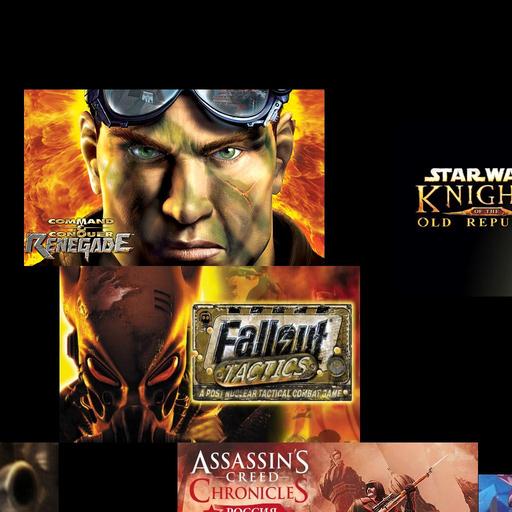 COMMAND
&
CONQUER
RENEGADE
STAR WA
KNIGH
OF THE
OLD REPU
Fallout
TACTICS
A POST NUCLEAR TACTICAL COMBAT GAME
ASSASSIN'S
CREED
CHRONICLES
РОССИЯ